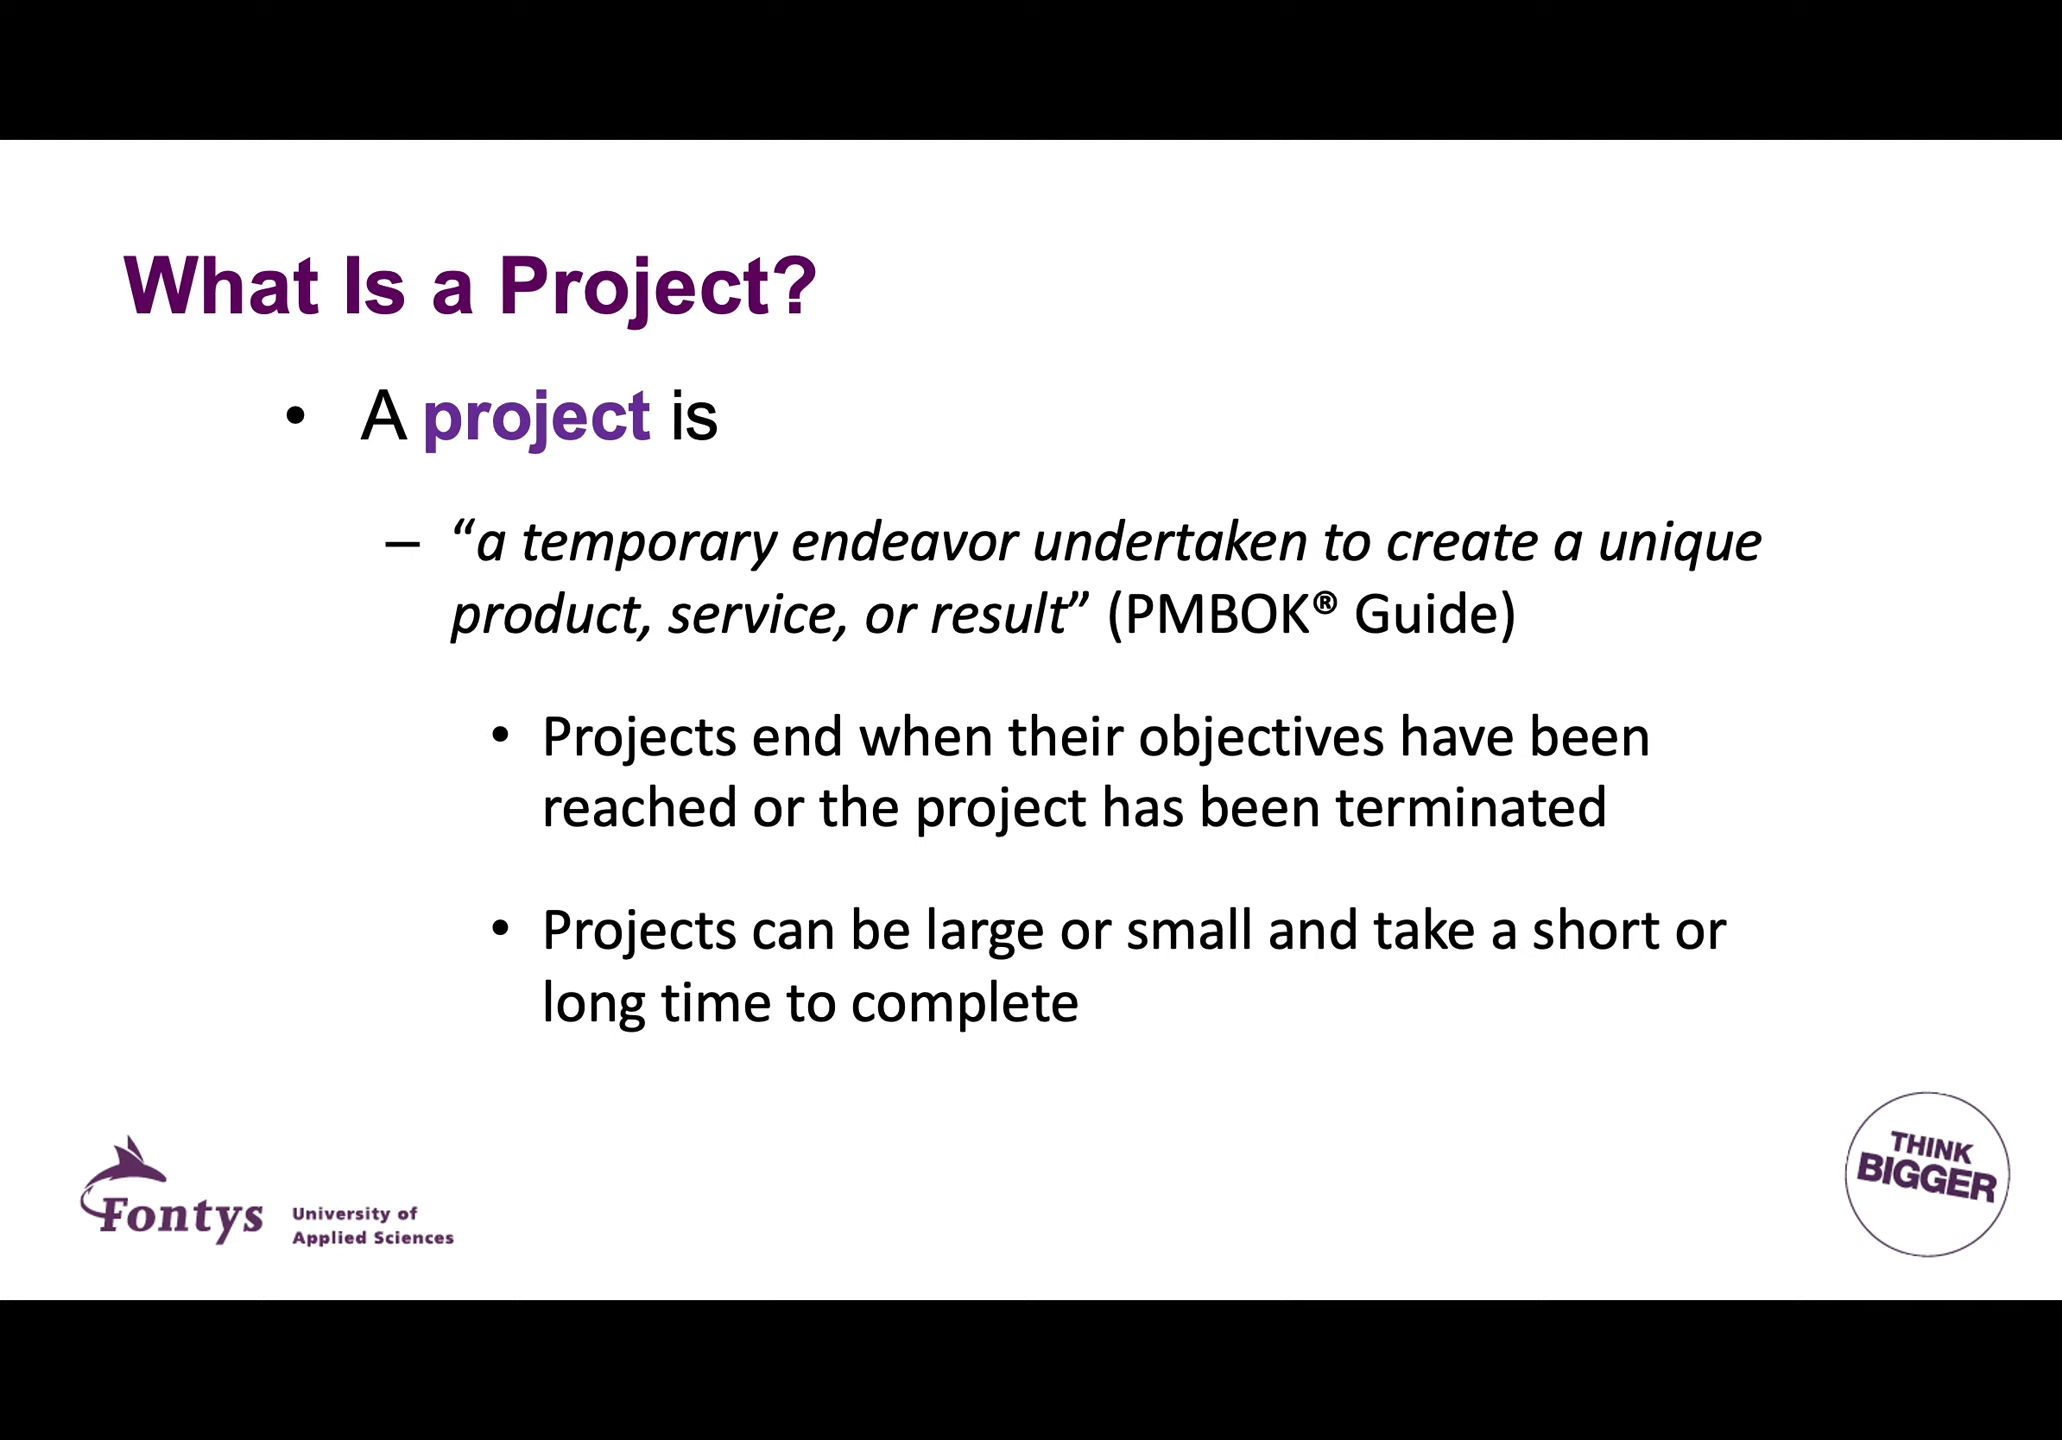 What Is a Project?
• A project is
– “a temporary endeavor undertaken to create a unique
product, service, or result” (PMBOK® Guide)
• Projects end when their objectives have been
reached or the project has been terminated
• Projects can be large or small and take a short or
long time to complete
Fontys
University of
Applied Sciences
THINK
BIGGER